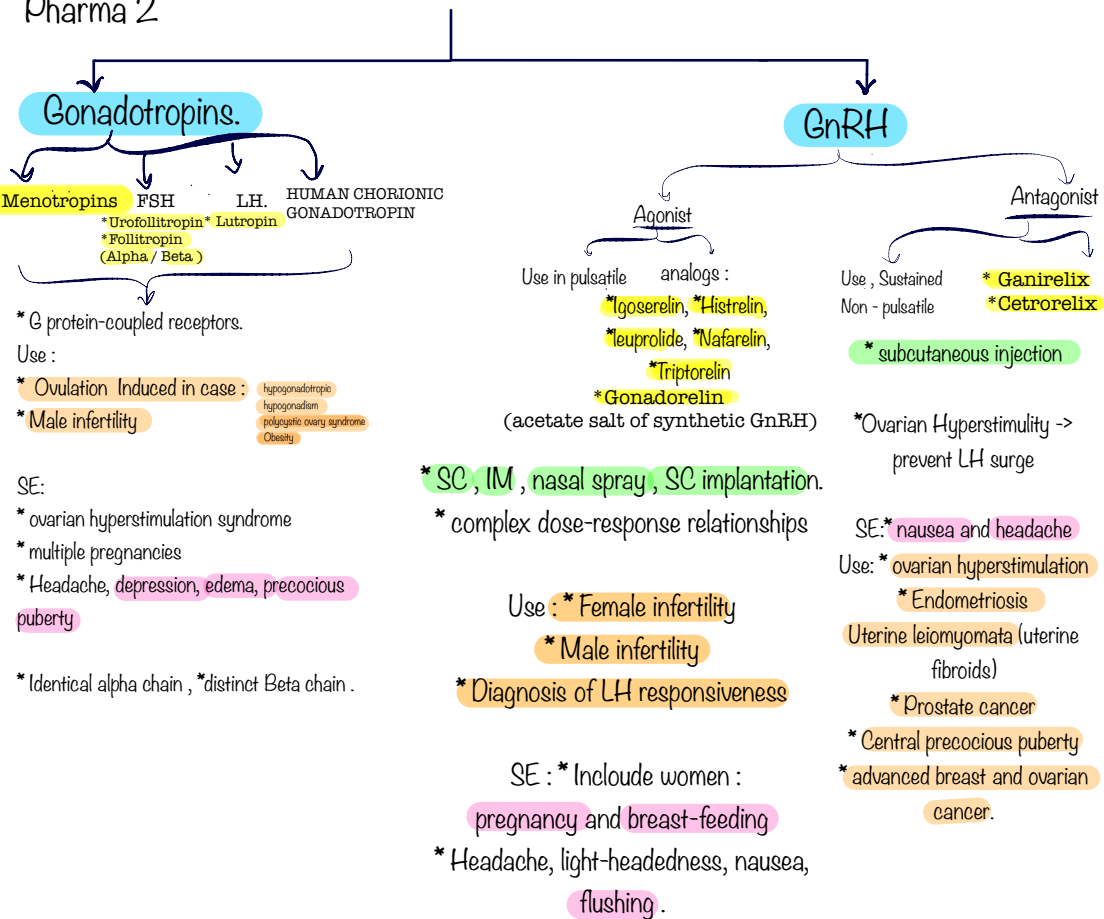 Pharma 2
Gonadotropins.
Menotropins
FSH
*Urofollitropin
*Follitropin
(Alpha / Beta )
LH.
* Lutropin
HUMAN CHORIONIC
GONADOTROPIN
* G protein-coupled receptors.
Use :
* Ovulation Induced in case :
hypogonadotropic
hypogonadism
polycystic ovary syndrome
Obesity
* Male infertility
SE:
* ovarian hyperstimulation syndrome
* multiple pregnancies
* Headache, depression, edema, precocious
puberty
* Identical alpha chain , *distinct Beta chain .
GnRH
Agonist
Use in pulsatile
analogs :
*Igoserelin, *Histrelin,
*leuprolide, *Nafarelin,
*Triptorelin
*Gonadorelin
(acetate salt of synthetic GnRH)
* SC , IM , nasal spray , SC implantation.
* complex dose-response relationships
Use : * Female infertility
* Male infertility
* Diagnosis of LH responsiveness
SE : * Incloude women :
pregnancy and breast-feeding
* Headache, light-headedness, nausea,
flushing .
Antagonist
Use , Sustained
Non - pulsatile
* Ganirelix
*Cetrorelix
* subcutaneous injection
*Ovarian Hyperstimulity ->
prevent LH surge
SE:* nausea and headache
Use: * ovarian hyperstimulation
* Endometriosis
Uterine leiomyomata (uterine
fibroids)
* Prostate cancer
* Central precocious puberty
* advanced breast and ovarian
cancer.